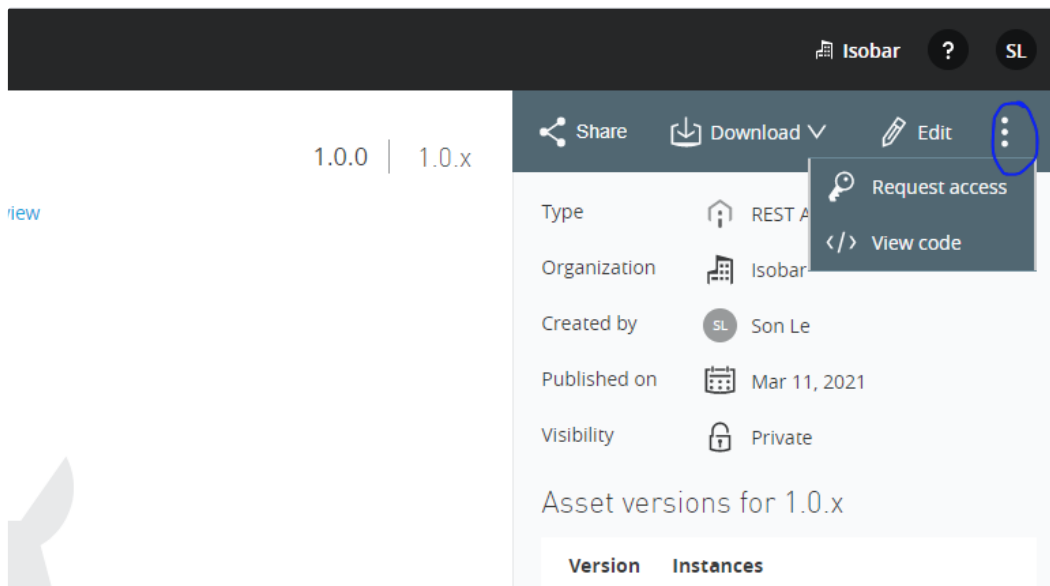 Isobar ? SL
Share Download Edit
1.0.0 1.0.x
Request access
View code
Type REST
Organization Isobar
Created by SL Son Le
Published on Mar 11, 2021
Visibility Private
Asset versions for 1.0.x
Version Instances